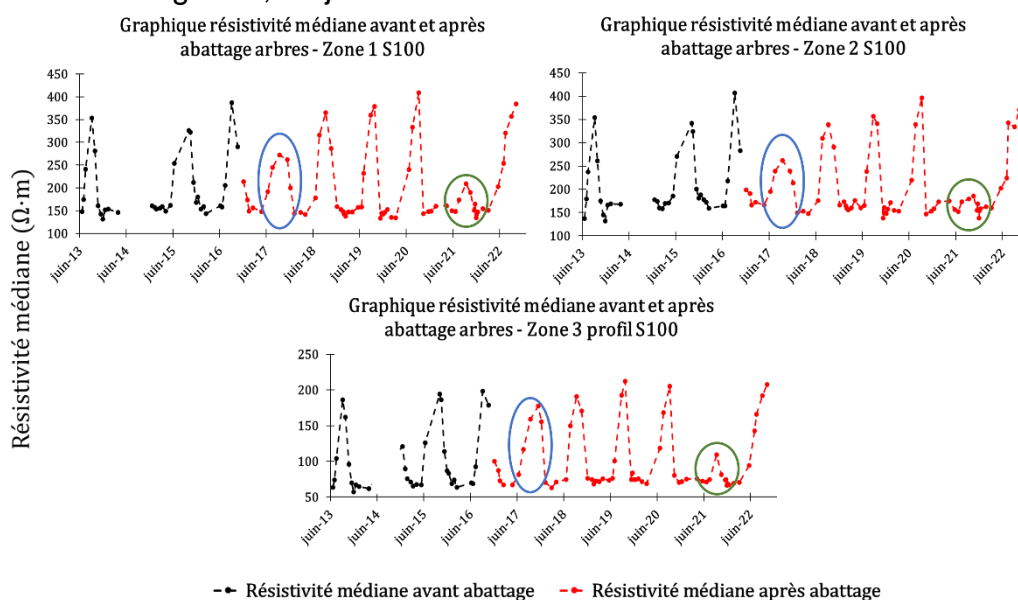 Graphique résistivité médiane avant et après
abattage arbres - Zone 1 S100
450
400
350
300
250
200
150
100
juin-13
juin-14
juin-15
juin-16
juin-17
juin-18
juin-19
juin-20
juin-21
juin-22
Graphique résistivité médiane avant et après
abattage arbres - Zone 2 S100
450
400
350
300
250
200
150
100
juin-13
juin-14
juin-15
juin-16
juin-17
juin-18
juin-19
juin-20
juin-21
juin-22
Résistivité médiane (Ω·m)
Graphique résistivité médiane avant et après
abattage arbres - Zone 3 profil S100
250
200
150
100
50
juin-13
juin-14
juin-15
juin-16
juin-17
juin-18
juin-19
juin-20
juin-21
juin-22
Résistivité médiane avant abattage
Résistivité médiane après abattage